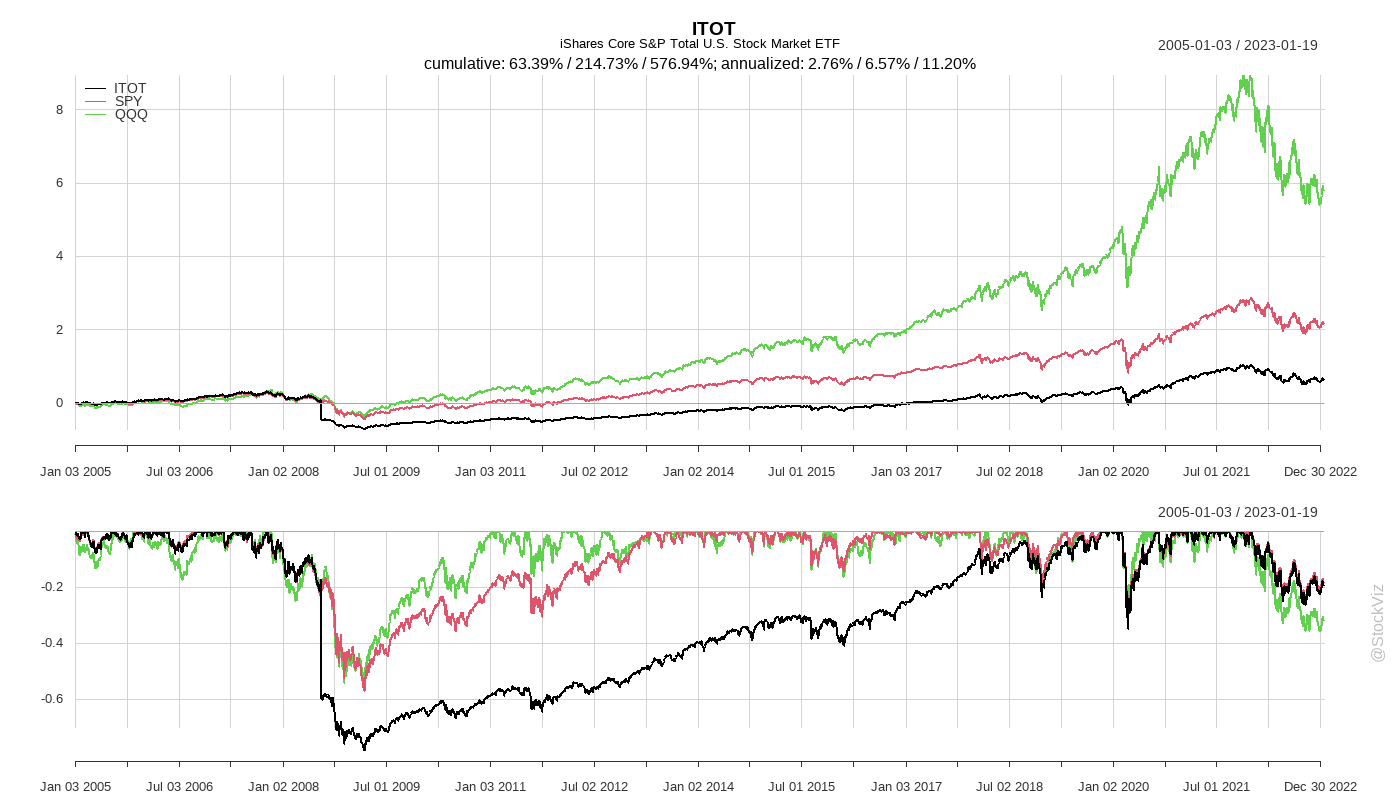 ITOT
iShares Core S&P Total U.S. Stock Market ETF
2005-01-03 / 2023-01-19
cumulative: 63.39% / 214.73% / 576.94%; annualized: 2.76% / 6.57% / 11.20%
ITOT
SPY
QQQ
8
6
4
2
0
Jan 03 2005 Jul 03 2006 Jan 02 2008 Jul 01 2009 Jan 03 2011 Jul 02 2012 Jan 02 2014 Jul 01 2015 Jan 03 2017 Jul 02 2018 Jan 02 2020 Jul 01 2021 Dec 30 2022
2005-01-03 / 2023-01-19
-0.2
-0.4
-0.6
Jan 03 2005 Jul 03 2006 Jan 02 2008 Jul 01 2009 Jan 03 2011 Jul 02 2012 Jan 02 2014 Jul 01 2015 Jan 03 2017 Jul 02 2018 Jan 02 2020 Jul 01 2021 Dec 30 2022
@StockViz